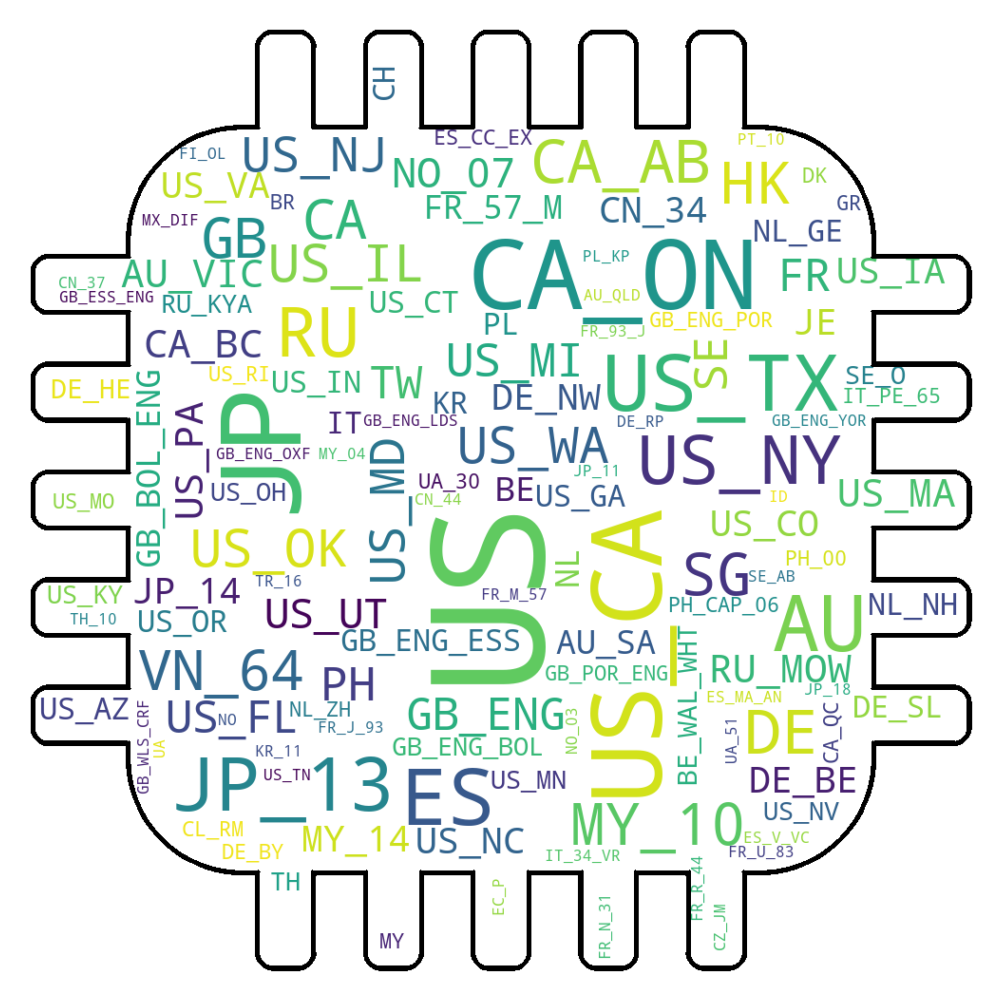 CH
ES_CC_EX
PT_10
FI_OL
US_NJ
NO_07
CA_AB
HK
DK
US_VA
BR
CA
FR_57_M
CN_34
GR
MX_DIF
GB
NL_GE
CA_ON
PL_KP
AU_VIC
US_IL
FR
US_IA
CN_37
GB_ESS_ENG
RU_KYA
US_CT
AU_QLD
PL
FR_93_J
GB_ENG_POR
JE
CA_BC
RU
US_MI
SE
US_TX
DE_HE
US_RI
US_IN
TW
KR
DE_NW
SE_O
IT_PE_65
GB_BOL_ENG
US_PA
JP
IT
GB_ENG_LDS
DE_RP
GB_ENG_YOR
GB_ENG_OXF
MY_04
US_MD
US_WA
US_NY
JP_11
US_MO
US_OH
UA_30
CN_44
BE
US_GA
ID
US_MA
US_OK
US
US_CA
US_CO
NL
SG
PH_00
SE_AB
US_KY
JP_14
TR_16
FR_M_57
PH_CAP_06
AU
NL_NH
TH_10
US_OR
US_UT
GB_ENG_ESS
AU_SA
BE_WAL_WHT
VN_64
PH
GB_POR_ENG
RU_MOW
JP_18
US_AZ
GB_WLS_CRF
US_FL
NO
NL_ZH
FR_J_93
GB_ENG
NO_03
ES_MA_AN
DE_SL
UA
KR_11
GB_ENG_BOL
UA_51
DE
CA_QC
JP_13
US_TN
ES
US_MN
DE_BE
CL_RM
MY_14
US_NC
MY_10
US_NV
ES_V_VC
DE_BY
IT_34_VR
FR_U_83
TH
EC_P
FR_R_44
FR_N_31
CZ_JM
MY